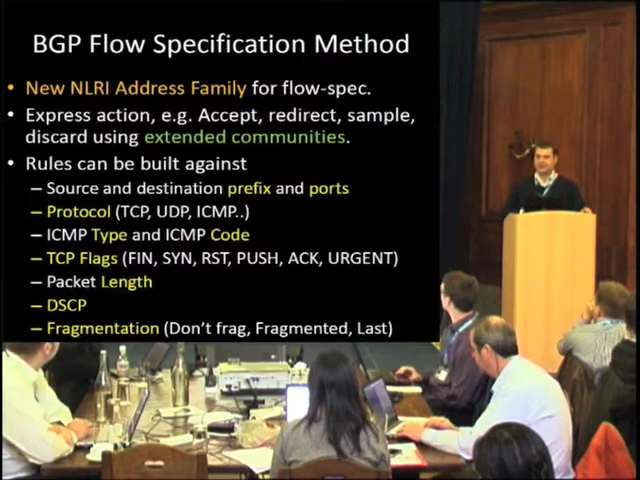 BGP Flow Specification Method
• New NLRI Address Family for flow-spec.
• Express action, e.g. Accept, redirect, sample,
discard using extended communities.
• Rules can be built against
– Source and destination prefix and ports
– Protocol (TCP, UDP, ICMP..)
– ICMP Type and ICMP Code
– TCP Flags (FIN, SYN, RST, PUSH, ACK, URGENT)
– Packet Length
– DSCP
– Fragmentation (Don't frag, Fragmented, Last)